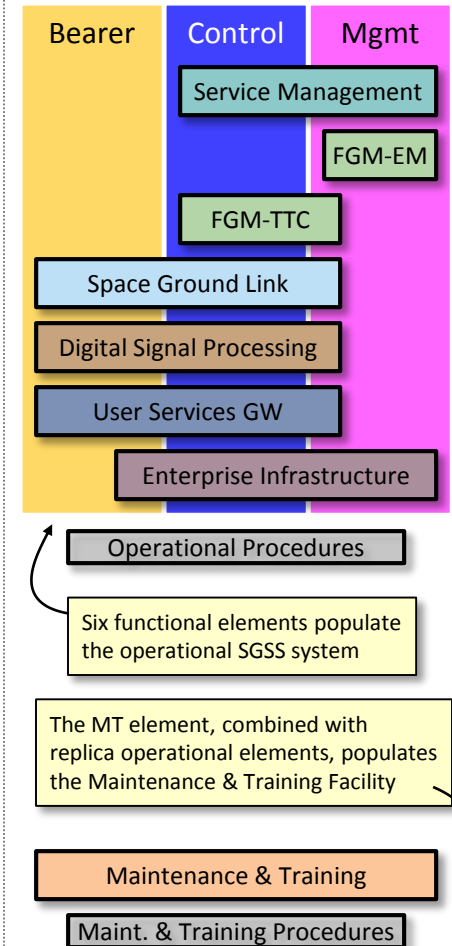 Bearer Control Mgmt
Service Management
FGM-EM
FGM-TTC
Space Ground Link
Digital Signal Processing
User Services GW
Enterprise Infrastructure
Operational Procedures
Six functional elements populate
the operational SGSS system
The MT element, combined with
replica operational elements, populates
the Maintenance & Training Facility
Maintenance & Training
Maint. & Training Procedures